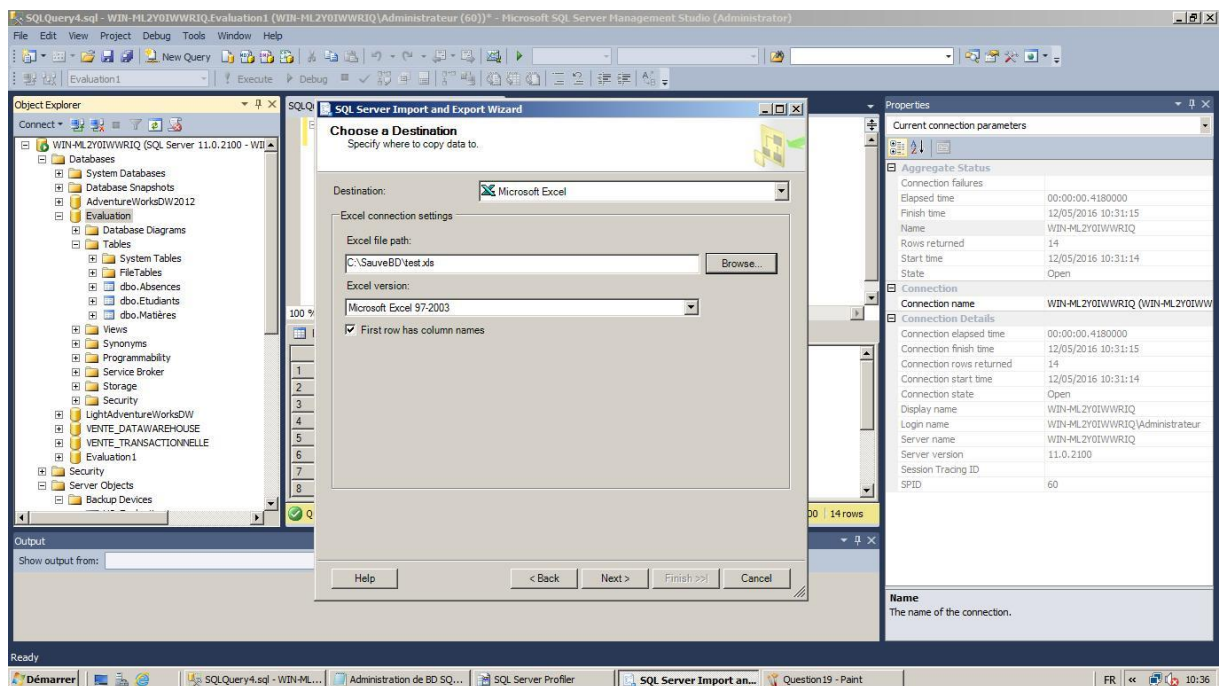 SQLQuery4.sql - WIN-ML2Y0IWWRIQ.Evaluation1 (WIN-ML2Y0IWWRIQ\Administrateur (60))* - Microsoft SQL Server Management Studio (Administrator)
File Edit View Project Debug Tools Window Help
New Query
Evaluation1 Execute Debug
Object Explorer
Connect
WIN-ML2Y0IWWRIQ (SQL Server 11.0.2100 - WII
Databases
System Databases
Database Snapshots
AdventureWorksDW2012
Evaluation
Database Diagrams
Tables
System Tables
FileTables
dbo.Absences
dbo.Etudiants
dbo.Matières
Views
Synonyms
Programmability
Service Broker
Storage
Security
LightAdventureWorksDW
VENTE_DATAWAREHOUSE
VENTE_TRANSACTIONNELLE
Evaluation1
Security
Server Objects
Backup Devices
SQLQ
100 %
1
2
3
4
5
6
7
8
Q
00 14 rows
SQL Server Import and Export Wizard
Choose a Destination
Specify where to copy data to.
Destination: Microsoft Excel
Excel connection settings
Excel file path:
C:\SauveBD\test.xls Browse...
Excel version:
Microsoft Excel 97-2003
First row has column names
Help < Back Next > Finish >>| Cancel
Properties
Current connection parameters
Aggregate Status
Connection failures
Elapsed time 00:00:00.4180000
Finish time 12/05/2016 10:31:15
Name WIN-ML2Y0IWWRIQ
Rows returned 14
Start time 12/05/2016 10:31:14
State Open
Connection
Connection name WIN-ML2Y0IWWRIQ (WIN-ML2Y0IWW
Connection Details
Connection elapsed time 00:00:00.4180000
Connection finish time 12/05/2016 10:31:15
Connection rows returned 14
Connection start time 12/05/2016 10:31:14
Connection state Open
Display name WIN-ML2Y0IWWRIQ
Login name WIN-ML2Y0IWWRIQ\Administrateur
Server name WIN-ML2Y0IWWRIQ
Server version 11.0.2100
Session Tracing ID
SPID 60
Name
The name of the connection.
Output
Show output from:
Ready
Démarrer SQLQuery4.sql - WIN-ML... Administration de BD SQ... SQL Server Profiler SQL Server Import an... Question19 - Paint FR « 10:36